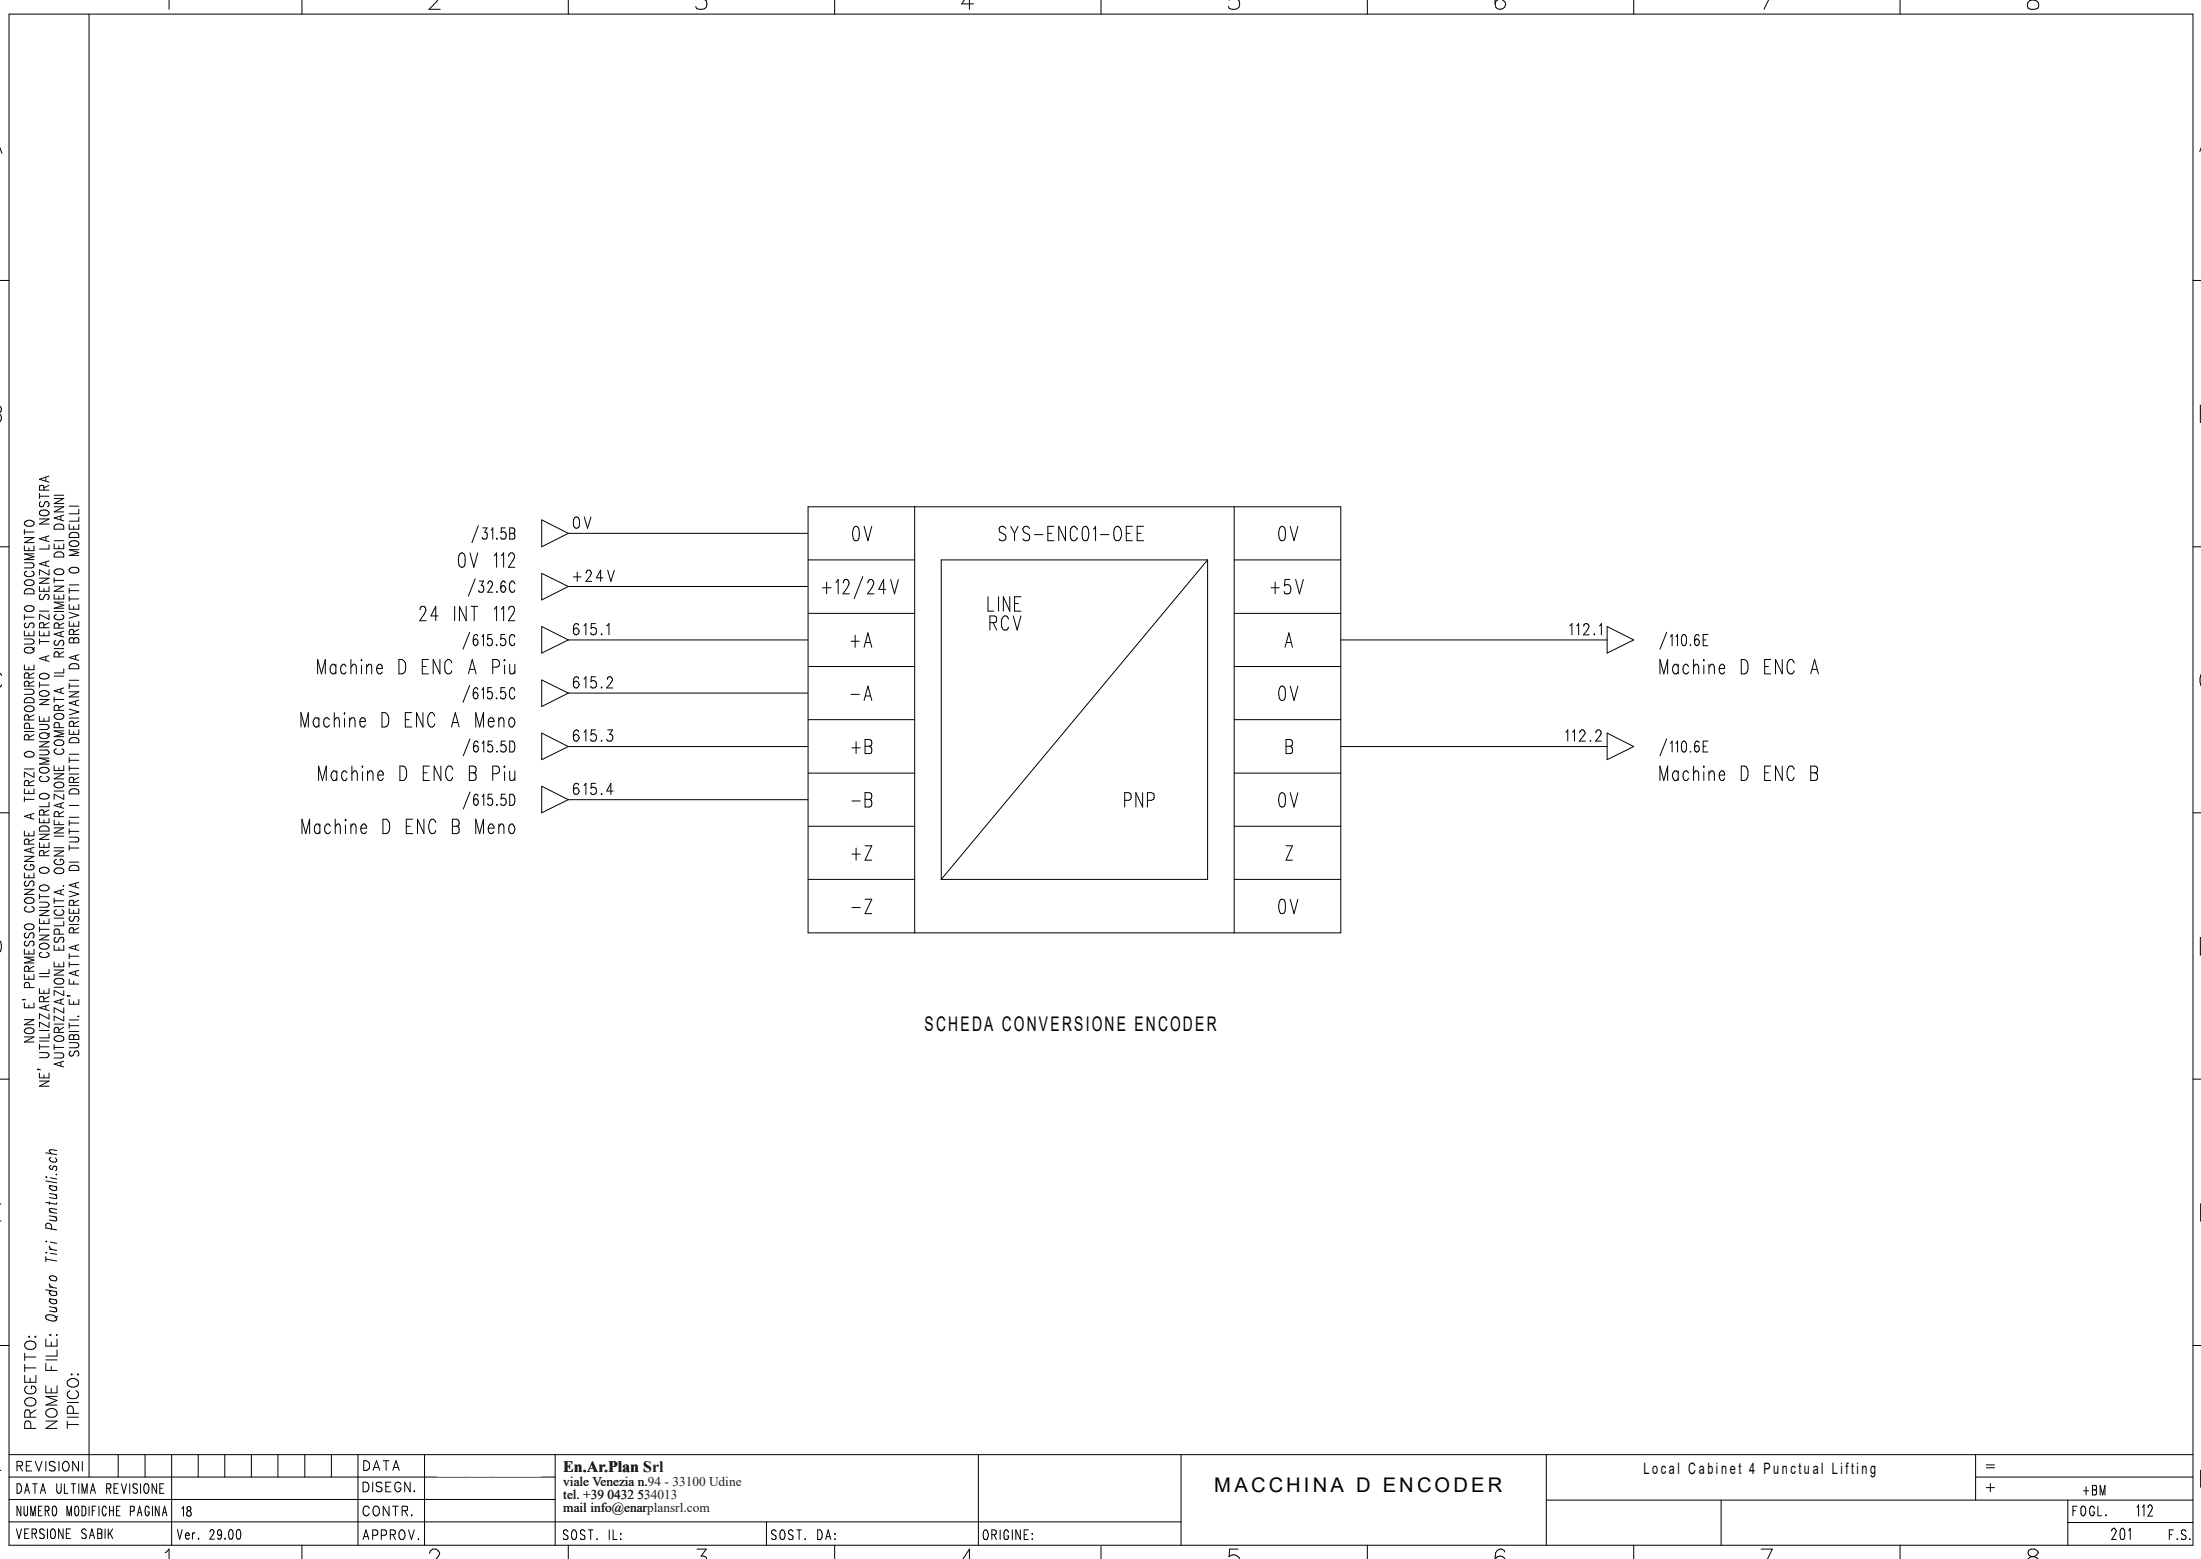 1 2 3 4 5 6 7 8
NON E' PERMESSO CONSEGNARE A TERZI O RIPRODURRE QUESTO DOCUMENTO
NE' UTILIZZARE IL CONTENUTO O RENDERLO COMUNQUE NOTO A TERZI SENZA LA NOSTRA
AUTORIZZAZIONE ESPLICITA. OGNI INFRAZIONE COMPORTA IL RISARCIMENTO DEI DANNI
SUBITI. E' FATTA RISERVA DI TUTTI I DIRITTI DERIVANTI DA BREVETTI O MODELLI
PROGETTO:
NOME FILE: Quadro Tiri Puntuali.sch
TIPICO:
/31.5B 0V
0V 112
/32.6C +24V
24 INT 112
/615.5C 615.1
Machine D ENC A Piu
/615.5C 615.2
Machine D ENC A Meno
/615.5D 615.3
Machine D ENC B Piu
/615.5D 615.4
Machine D ENC B Meno
0V
+12/24V
+A
-A
+B
-B
+Z
-Z
SYS-ENC01-OEE
LINE
RCV
PNP
0V
+5V
A
0V
B
0V
Z
0V
112.1 /110.6E
Machine D ENC A
112.2 /110.6E
Machine D ENC B
SCHEDA CONVERSIONE ENCODER
REVISIONI
DATA ULTIMA REVISIONE
NUMERO MODIFICHE PAGINA 18
VERSIONE SABIK Ver. 29.00
DATA
DISEGN.
CONTR.
APPROV.
En.Ar.Plan Srl
viale Venezia n.94 - 33100 Udine
tel. +39 0432 534013
mail info@enarplansrl.com
SOST. IL: SOST. DA: ORIGINE:
MACCHINA D ENCODER
Local Cabinet 4 Punctual Lifting
=
+ +BM
FOGL. 112
201 F.S.
1 2 3 4 5 6 7 8